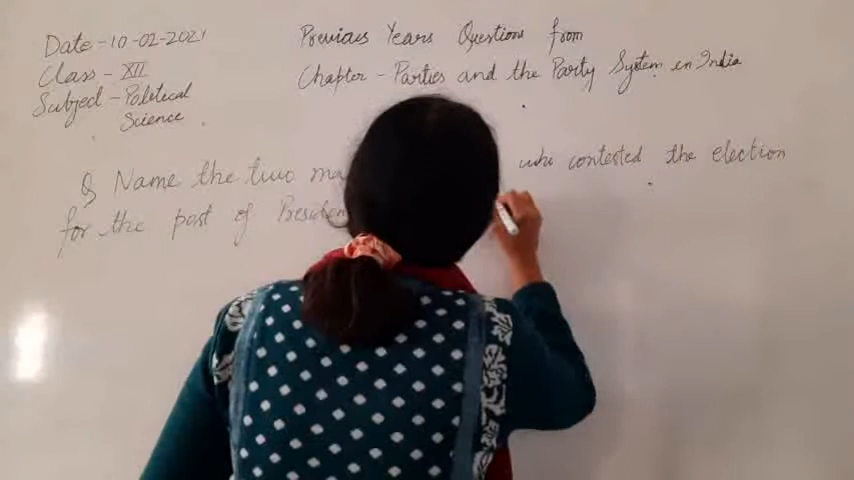 Date - 10-02-2021
Class - XII
Subject - Political
Science
Previous Years Questions from
Chapter - Parties and the Party System in India
Q Name the two who contested the election
for the post of